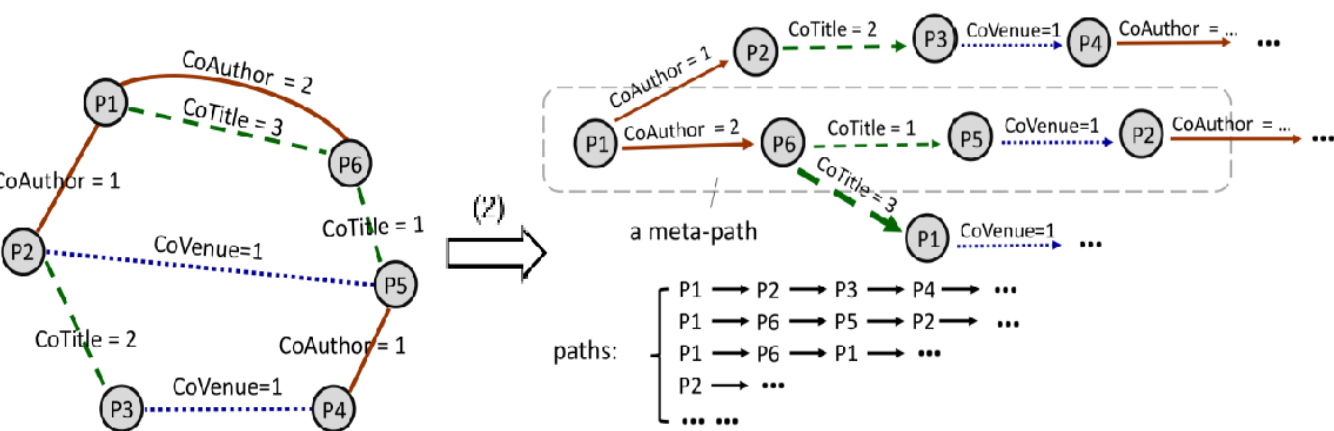 CoAuthor = 2
P1
CoTitle = 3
P6
CoAuthor = 1
CoTitle = 1
P2
CoVenue=1
P5
CoTitle = 2
CoAuthor = 1
CoVenue=1
P3
P4
(2)
CoAuthor = 1
P2
CoTitle = 2
P3
CoVenue=1
P4
CoAuthor = ...
...
P1
CoAuthor = 2
P6
CoTitle = 1
P5
CoVenue=1
P2
CoAuthor = ...
...
CoTitle = 3
a meta-path
P1
CoVenue=1
...
paths:
P1 → P2 → P3 → P4 → ...
P1 → P6 → P5 → P2 → ...
P1 → P6 → P1 → ...
P2 → ...
... ...